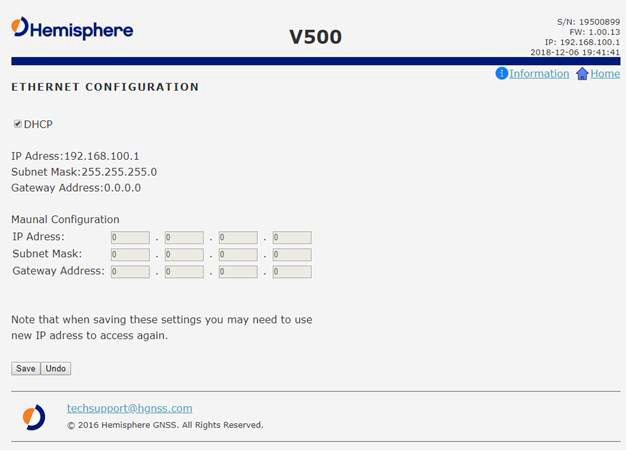 Hemisphere
V500
S/N: 19500899
FW: 1.00.13
IP: 192.168.100.1
2018-12-06 19:41:41
Information Home
ETHERNET CONFIGURATION
DHCP
IP Adress:192.168.100.1
Subnet Mask:255.255.255.0
Gateway Address:0.0.0.0
Maunal Configuration
IP Adress: 0 . 0 . 0 . 0
Subnet Mask: 0 . 0 . 0 . 0
Gateway Address: 0 . 0 . 0 . 0
Note that when saving these settings you may need to use
new IP adress to access again.
Save Undo
techsupport@hgnss.com
© 2016 Hemisphere GNSS. All Rights Reserved.